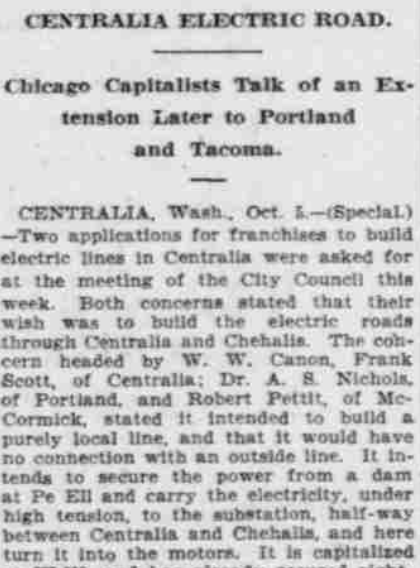 CENTRALIA ELECTRIC ROAD.
Chicago Capitalists Talk of an Ex-
tension Later to Portland
and Tacoma.
CENTRALIA, Wash., Oct. 5.—(Special.)
—Two applications for franchises to build
electric lines in Centralia were asked for
at the meeting of the City Council this
week. Both concerns stated that their
wish was to build the electric roads
through Centralia and Chehalis. The con-
cern headed by W. W. Canon, Frank
Scott, of Centralia; Dr. A. S. Nichols,
of Portland, and Robert Pettit, of Mc-
Cormick, stated it intended to build a
purely local line, and that it would have
no connection with an outside line. It in-
tends to secure the power from a dam
at Pe Ell and carry the electricity, under
high tension, to the substation, half-way
between Centralia and Chehalis, and here
turn it into the motors. It is capitalized